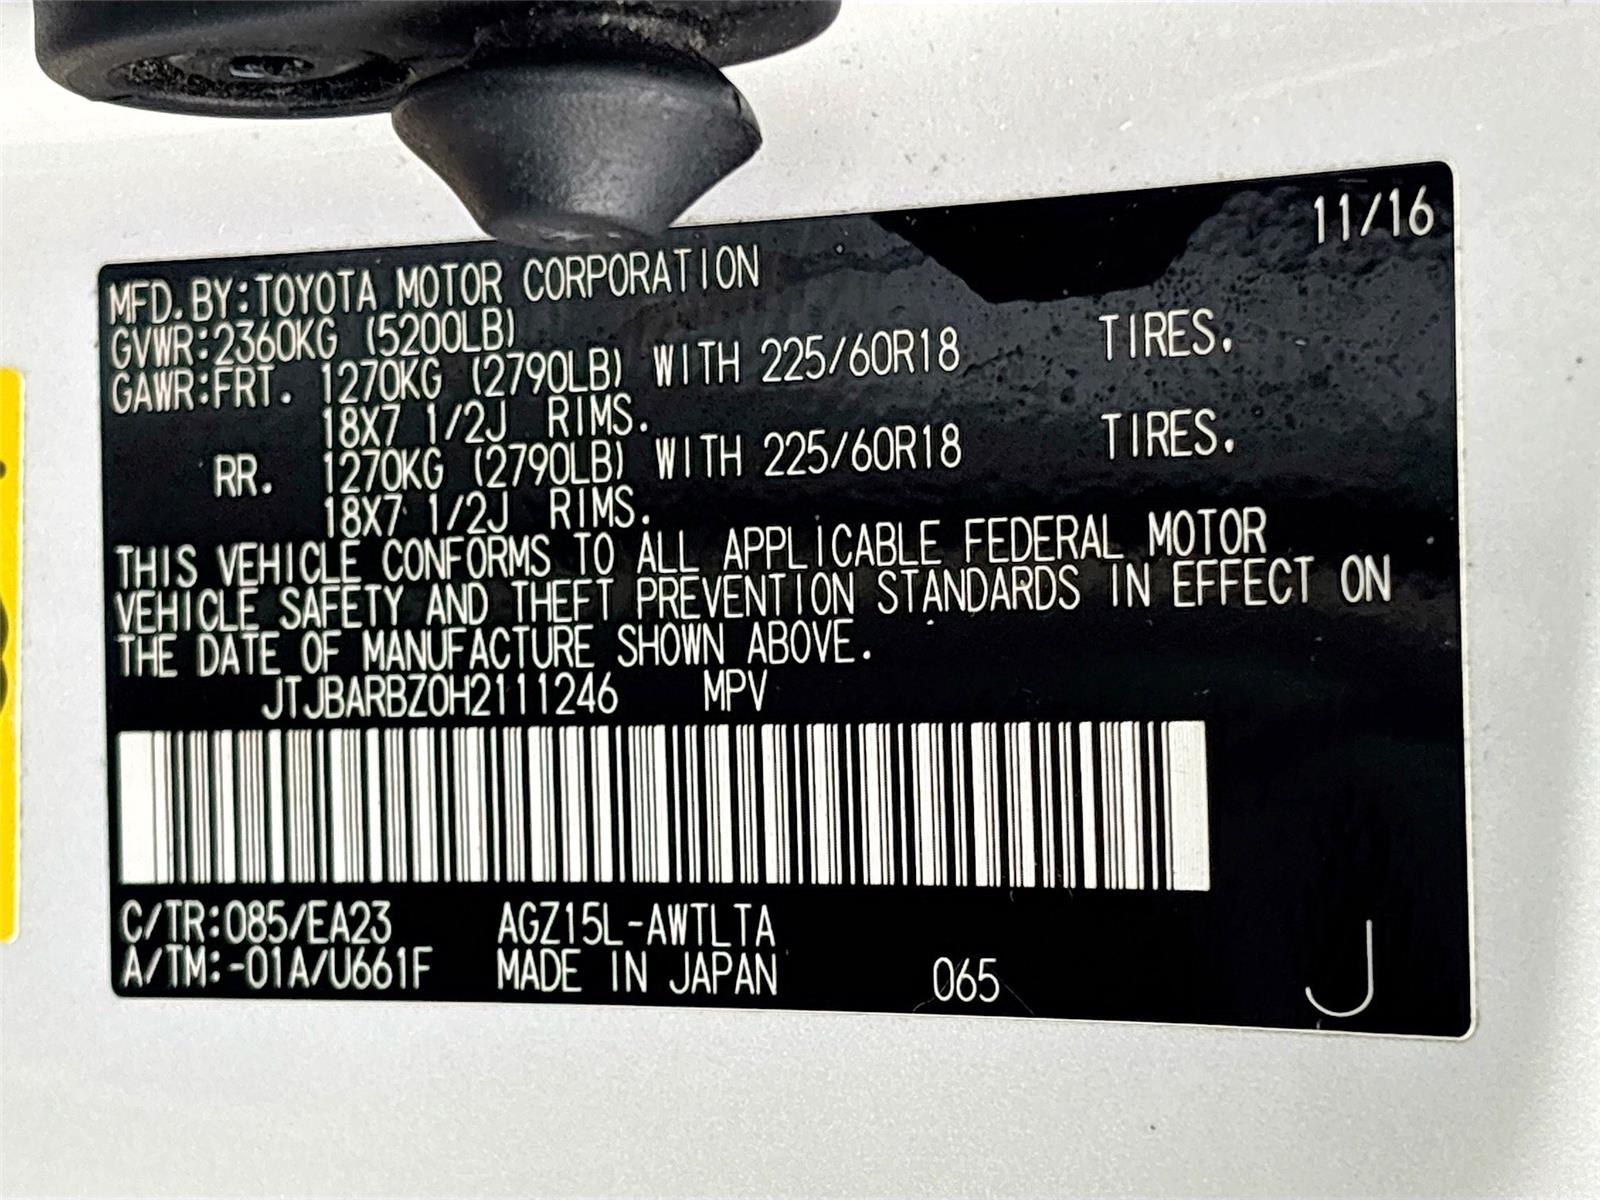 11/16
MFD.BY:TOYOTA MOTOR CORPORATION
GVWR:2360KG (5200LB)
GAWR:FRT. 1270KG (2790LB) WITH 225/60R18 TIRES.
18X7 1/2J RIMS.
RR. 1270KG (2790LB) WITH 225/60R18 TIRES.
18X7 1/2J RIMS.
THIS VEHICLE CONFORMS TO ALL APPLICABLE FEDERAL MOTOR
VEHICLE SAFETY AND THEFT PREVENTION STANDARDS IN EFFECT ON
THE DATE OF MANUFACTURE SHOWN ABOVE.
JTJBARBZ0H2111246 MPV
C/TR:085/EA23 AGZ15L-AWTLTA
A/TM:-01A/U661F MADE IN JAPAN 065 J